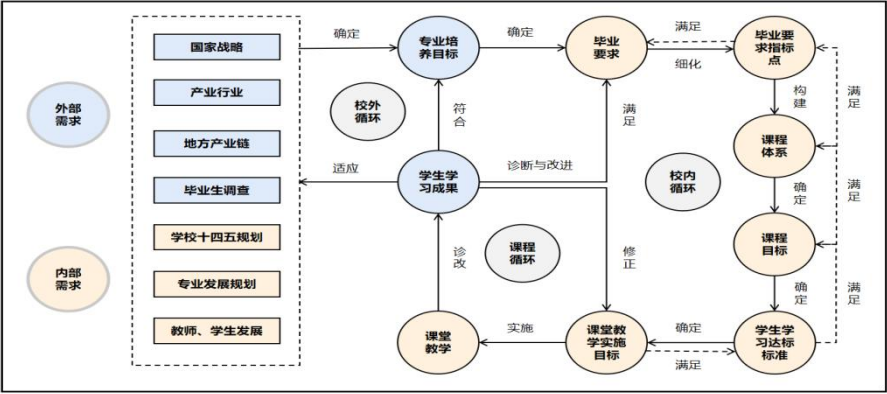 国家战略
确定
专业培
养目标
确定
毕业
要求
满足
细化
毕业要
求指标
点
外部
需求
产业行业
校外
循环
符合
满足
构建
满足
地方产业链
课程
体系
适应
学生学
习成果
诊断与改进
校内
循环
毕业生调查
确定
满足
学校十四五规划
诊改
课程
循环
修正
课程
目标
内部
需求
专业发展规划
确定
满足
教师、学生发展
课堂
教学
实施
课堂教
学实施
目标
确定
满足
学生学
习达标
标准